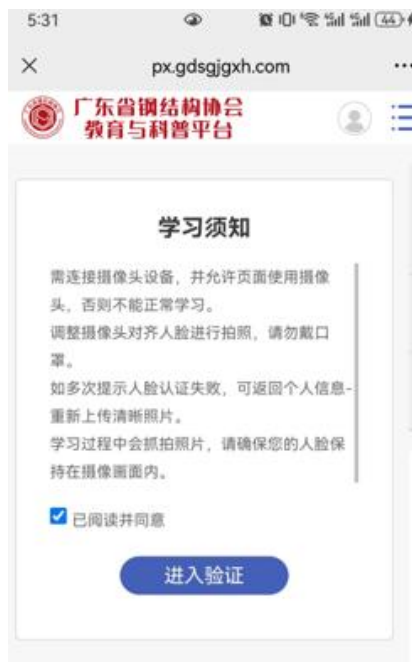 5:31
44
px.gdsgjgxh.com
广东省钢结构协会
教育与科普平台
学习须知
需连接摄像头设备，并允许页面使用摄像
头，否则不能正常学习。
调整摄像头对齐人脸进行拍照，请勿戴口
罩。
如多次提示人脸认证失败，可返回个人信息-
重新上传清晰照片。
学习过程中会抓拍照片，请确保您的人脸保
持在摄像画面内。
已阅读并同意
进入验证